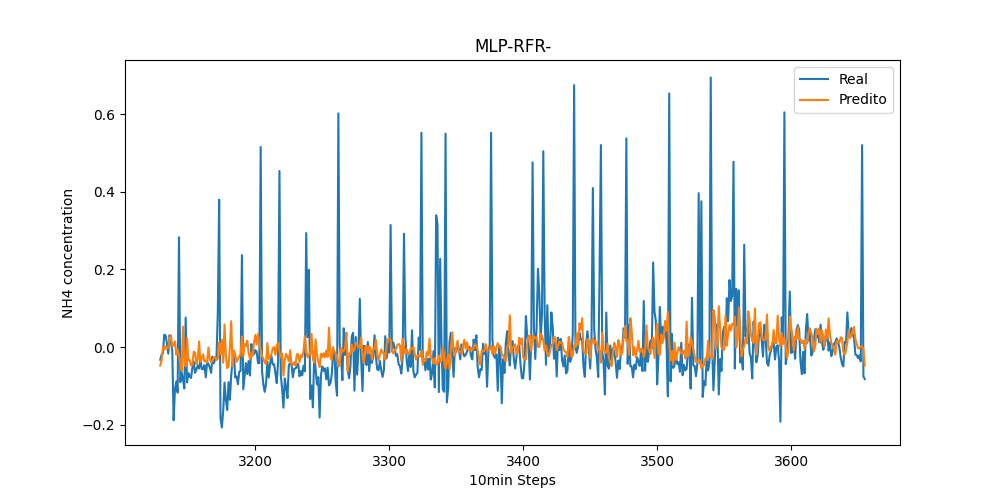 MLP-RFR-
Real
Predito
NH4 concentration
0.6
0.4
0.2
0.0
−0.2
3200 3300 3400 3500 3600
10min Steps